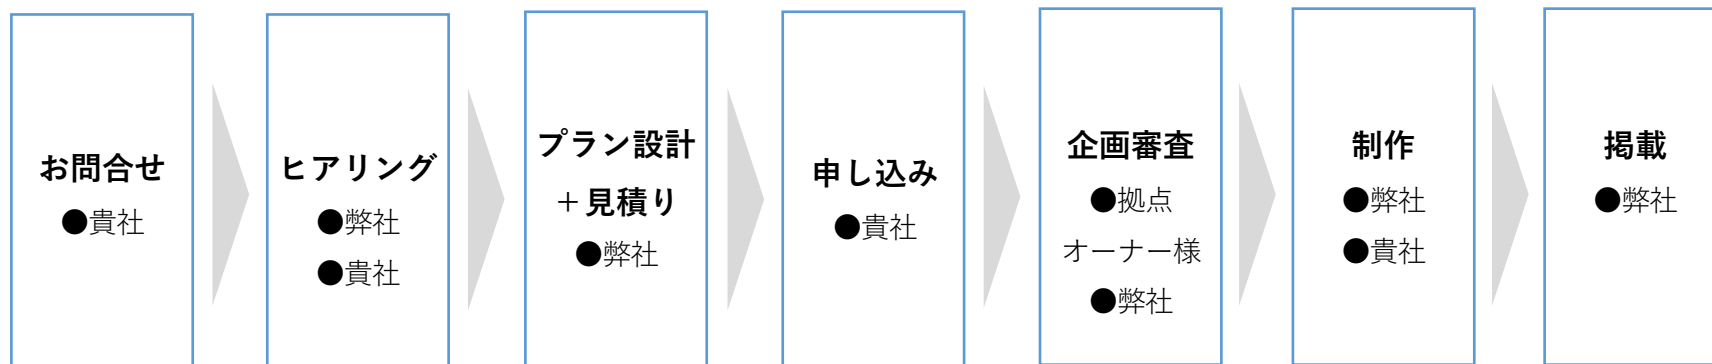 お問合せ
●貴社
ヒアリング
●弊社
●貴社
プラン設計
＋見積り
●弊社
申し込み
●貴社
企画審査
●拠点
オーナー様
●弊社
制作
●弊社
●貴社
掲載
●弊社